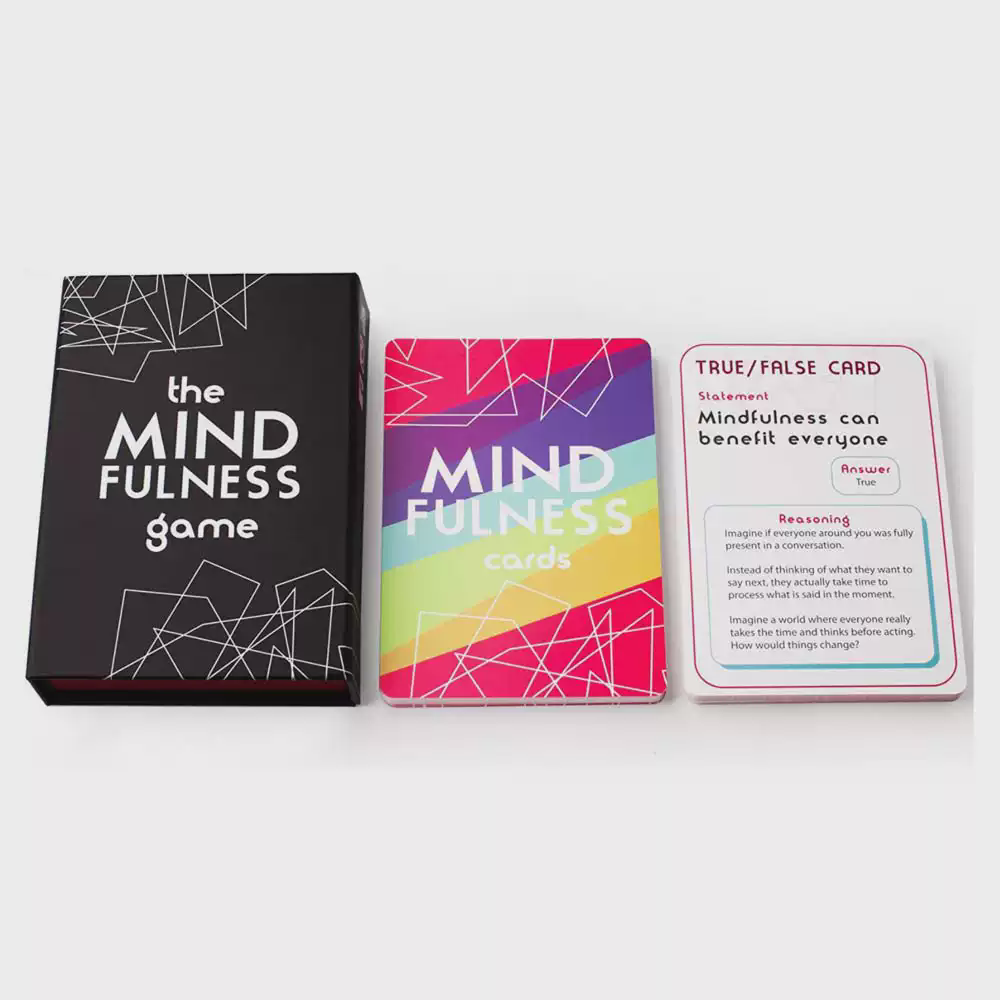 the
MIND
FULNESS
game
MIND
FULNESS
cards
TRUE/FALSE CARD
Statement
Mindfulness can
benefit everyone
Answer
True
Reasoning
Imagine if everyone around you was fully
present in a conversation.
Instead of thinking of what they want to
say next, they actually take time to
process what is said in the moment.
Imagine a world where everyone really
takes the time and thinks before acting.
How would things change?